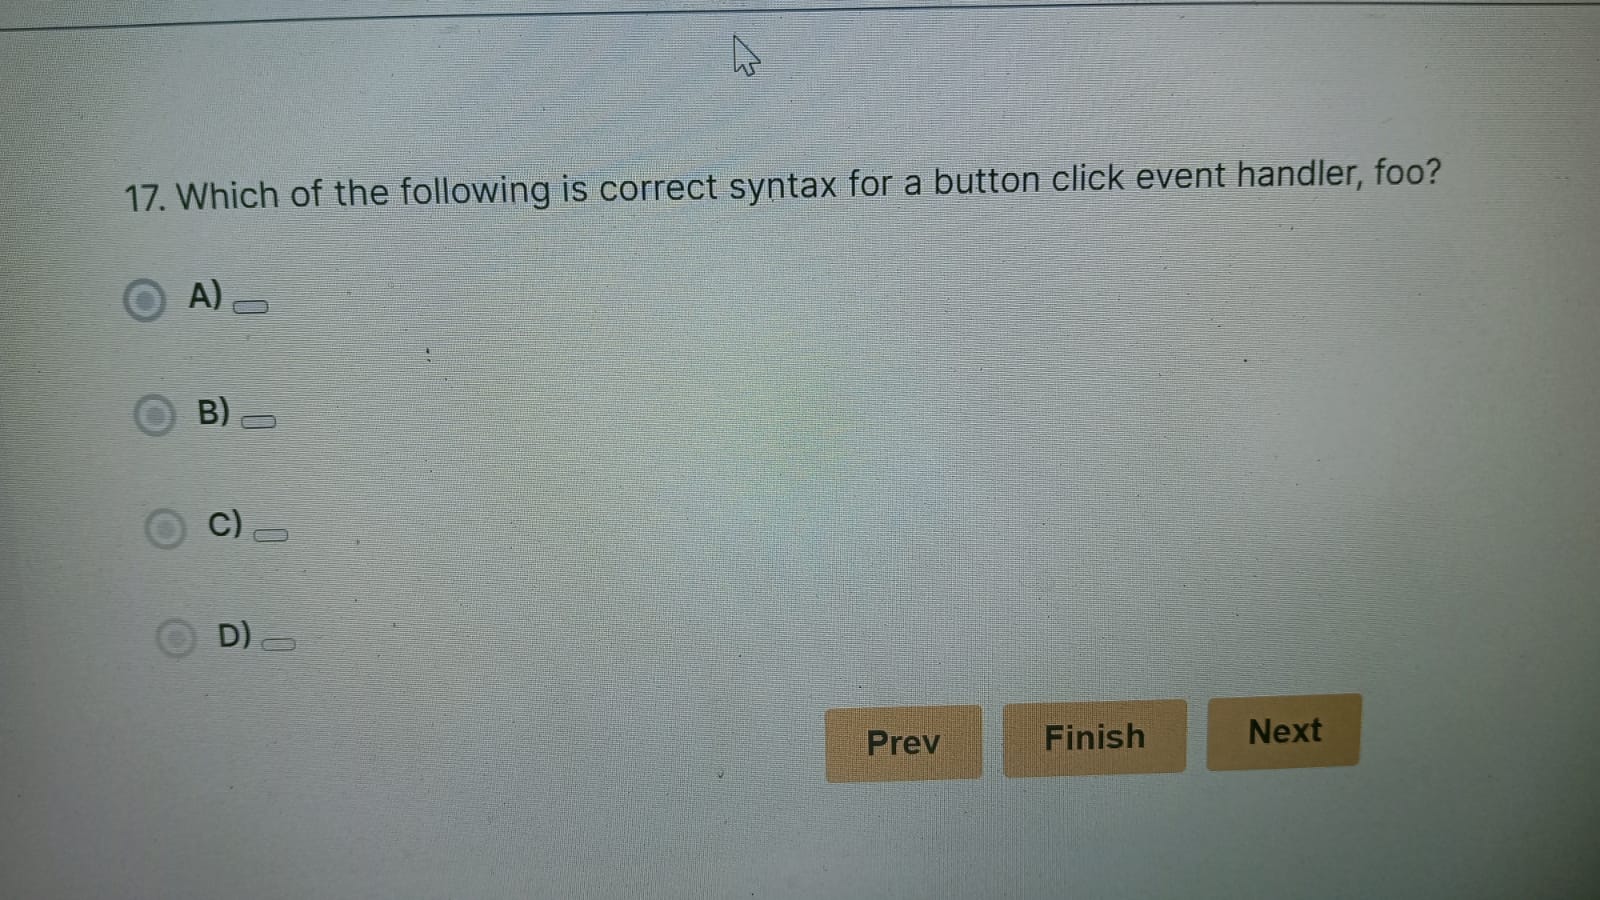 17. Which of the following is correct syntax for a button click event handler, foo?
A)
B)
C)
D)
Prev
Finish
Next